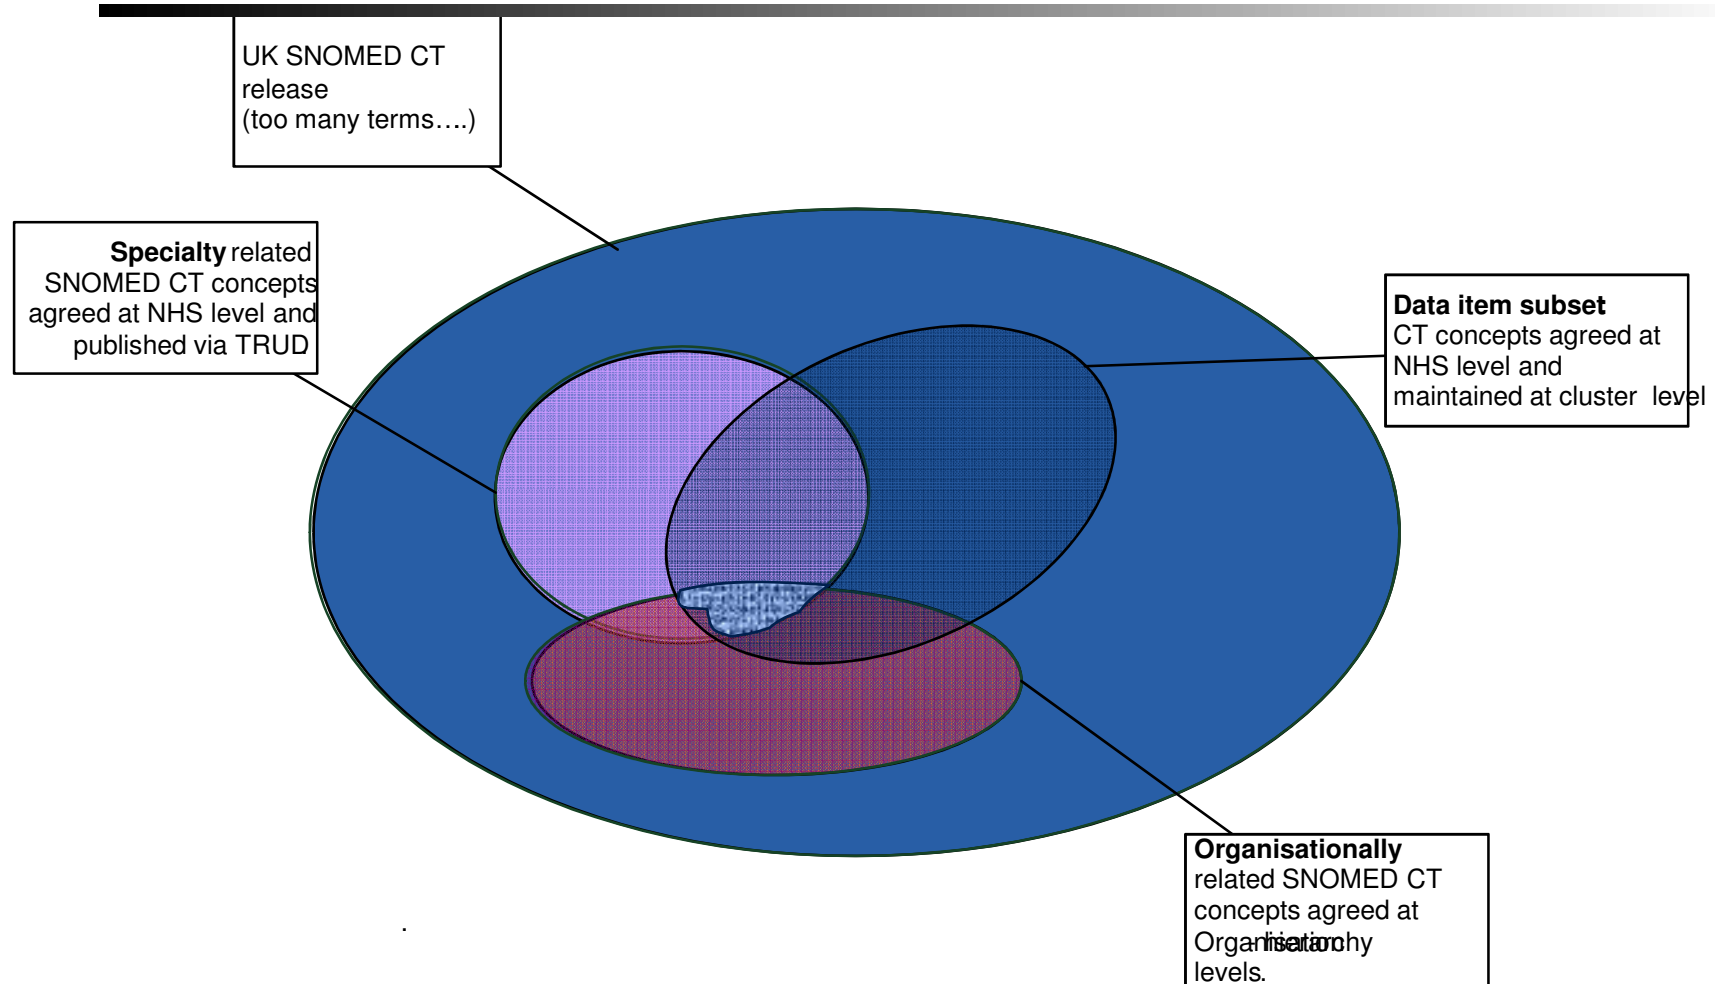 UK SNOMED CT
release
(too many terms....)
Specialty related
SNOMED CT concepts
agreed at NHS level and
published via TRUD
Data item subset
CT concepts agreed at
NHS level and
maintained at cluster level
Organisationally
related SNOMED CT
concepts agreed at
levels.